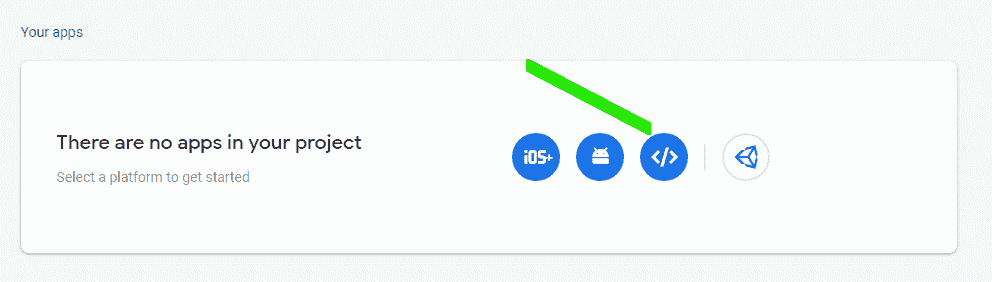 Your apps
There are no apps in your project
Select a platform to get started
iOS+
</>